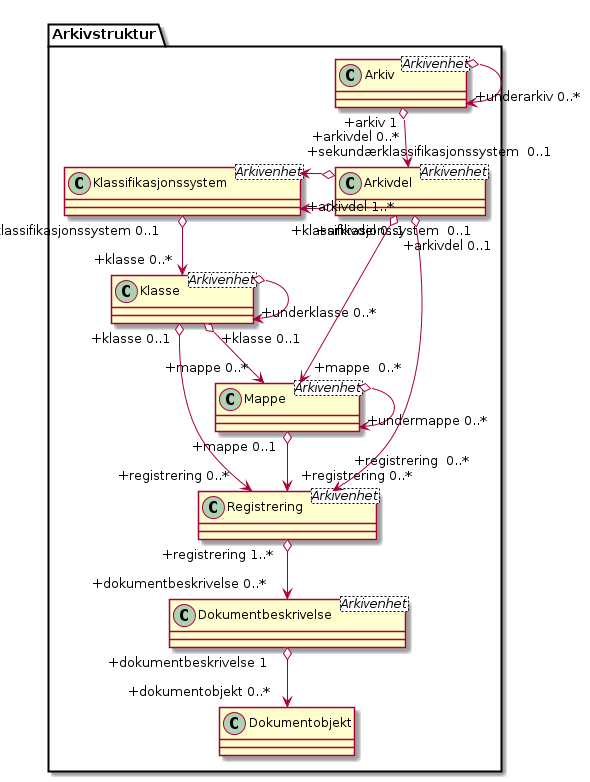 Arkivstruktur
Arkivenhet
C Arkiv
+underarkiv 0..*
+arkiv 1
+arkivdel 0..*
+sekundærklassifikasjonssystem 0..1
Arkivenhet
C Klassifikasjonssystem
Arkivenhet
C Arkivdel
+arkivdel 1..*
klassifikasjonssystem 0..1
+klassifikasjonssystem 0..1
+arkivdel 0..1
+arkivdel 0..1
+klasse 0..*
Arkivenhet
C Klasse
+underklasse 0..*
+klasse 0..1
+klasse 0..1
+mappe 0..*
+mappe 0..*
Arkivenhet
C Mappe
+undermappe 0..*
+mappe 0..1
+registrering 0..*
+registrering 0..*
+registrering 0..*
Arkivenhet
C Registrering
+registrering 1..*
+dokumentbeskrivelse 0..*
Arkivenhet
C Dokumentbeskrivelse
+dokumentbeskrivelse 1
+dokumentobjekt 0..*
C Dokumentobjekt